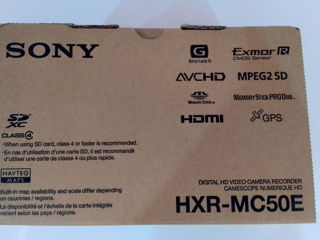 SONY
G
Sony Lens G
Exmor R
CMOS Sensor
AVCHD
MPEG2 SD
MEMORY STICK
MEMORY STICK PRO DUO
SD
XC
CLASS 4
HDMI
GPS
• When using SD card, class 4 or faster is recommended.
• En cas d'utilisation d'une carte SD, il est recommandé
d'utiliser une carte de classe 4 ou plus rapide.
NAVTEQ
MAPS
Built-in map availability and scale differ depending
on countries / regions.
La disponibilité et l'échelle de la carte intégrée
varient selon les pays / régions.
DIGITAL HD VIDEO CAMERA RECORDER
CAMESCOPE NUMERIQUE HD
HXR-MC50E